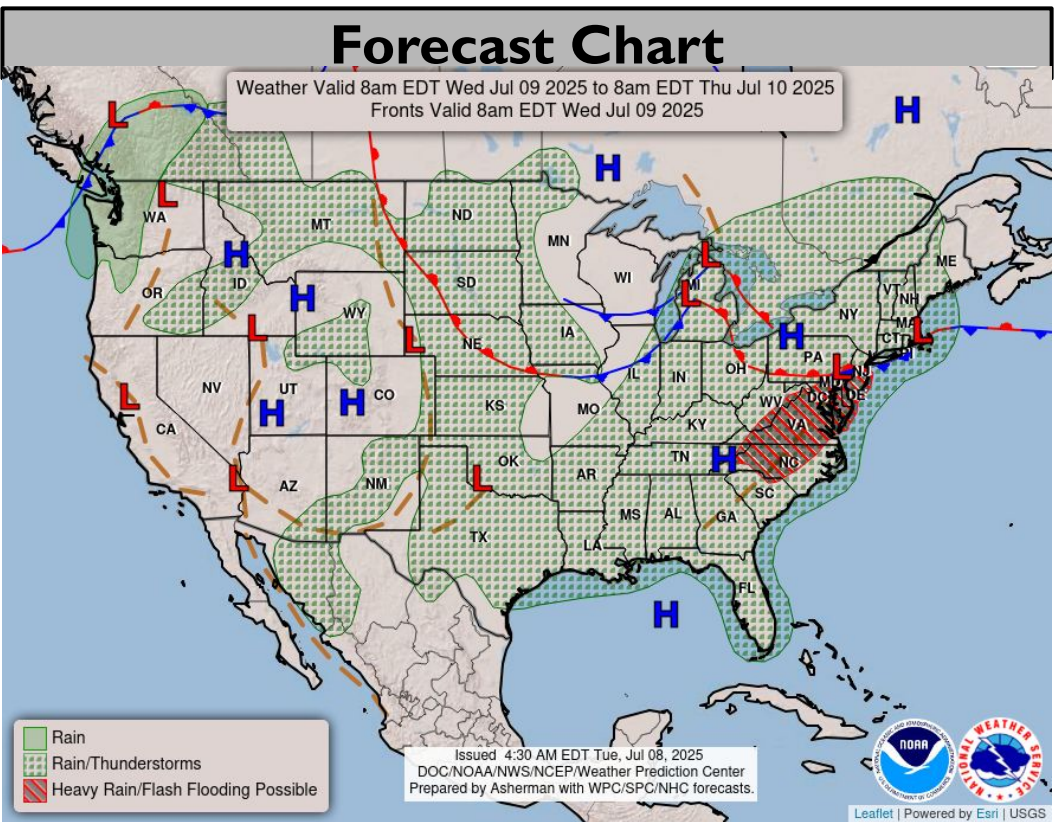 Forecast Chart
Weather Valid 8am EDT Wed Jul 09 2025 to 8am EDT Thu Jul 10 2025
Fronts Valid 8am EDT Wed Jul 09 2025
H
L
H
L
WA
MT
ND
MN
WI
L
MI
ME
VT
NH
H
OR
ID
H
WY
SD
L
NY
MA
L
CT
RI
L
L
NE
IA
H
PA
NJ
NV
UT
CO
IL
IN
OH
L
MD
DE
DC
L
CA
H
H
KS
MO
WV
KY
VA
AZ
L
NM
OK
L
AR
TN
H
NC
SC
TX
LA
MS
AL
GA
FL
H
Rain
Rain/Thunderstorms
Heavy Rain/Flash Flooding Possible
Issued 4:30 AM EDT Tue, Jul 08, 2025
DOC/NOAA/NWS/NCEP/Weather Prediction Center
Prepared by Asherman with WPC/SPC/NHC forecasts.
NOAA
NATIONAL WEATHER SERVICE
Leaflet | Powered by Esri | USGS